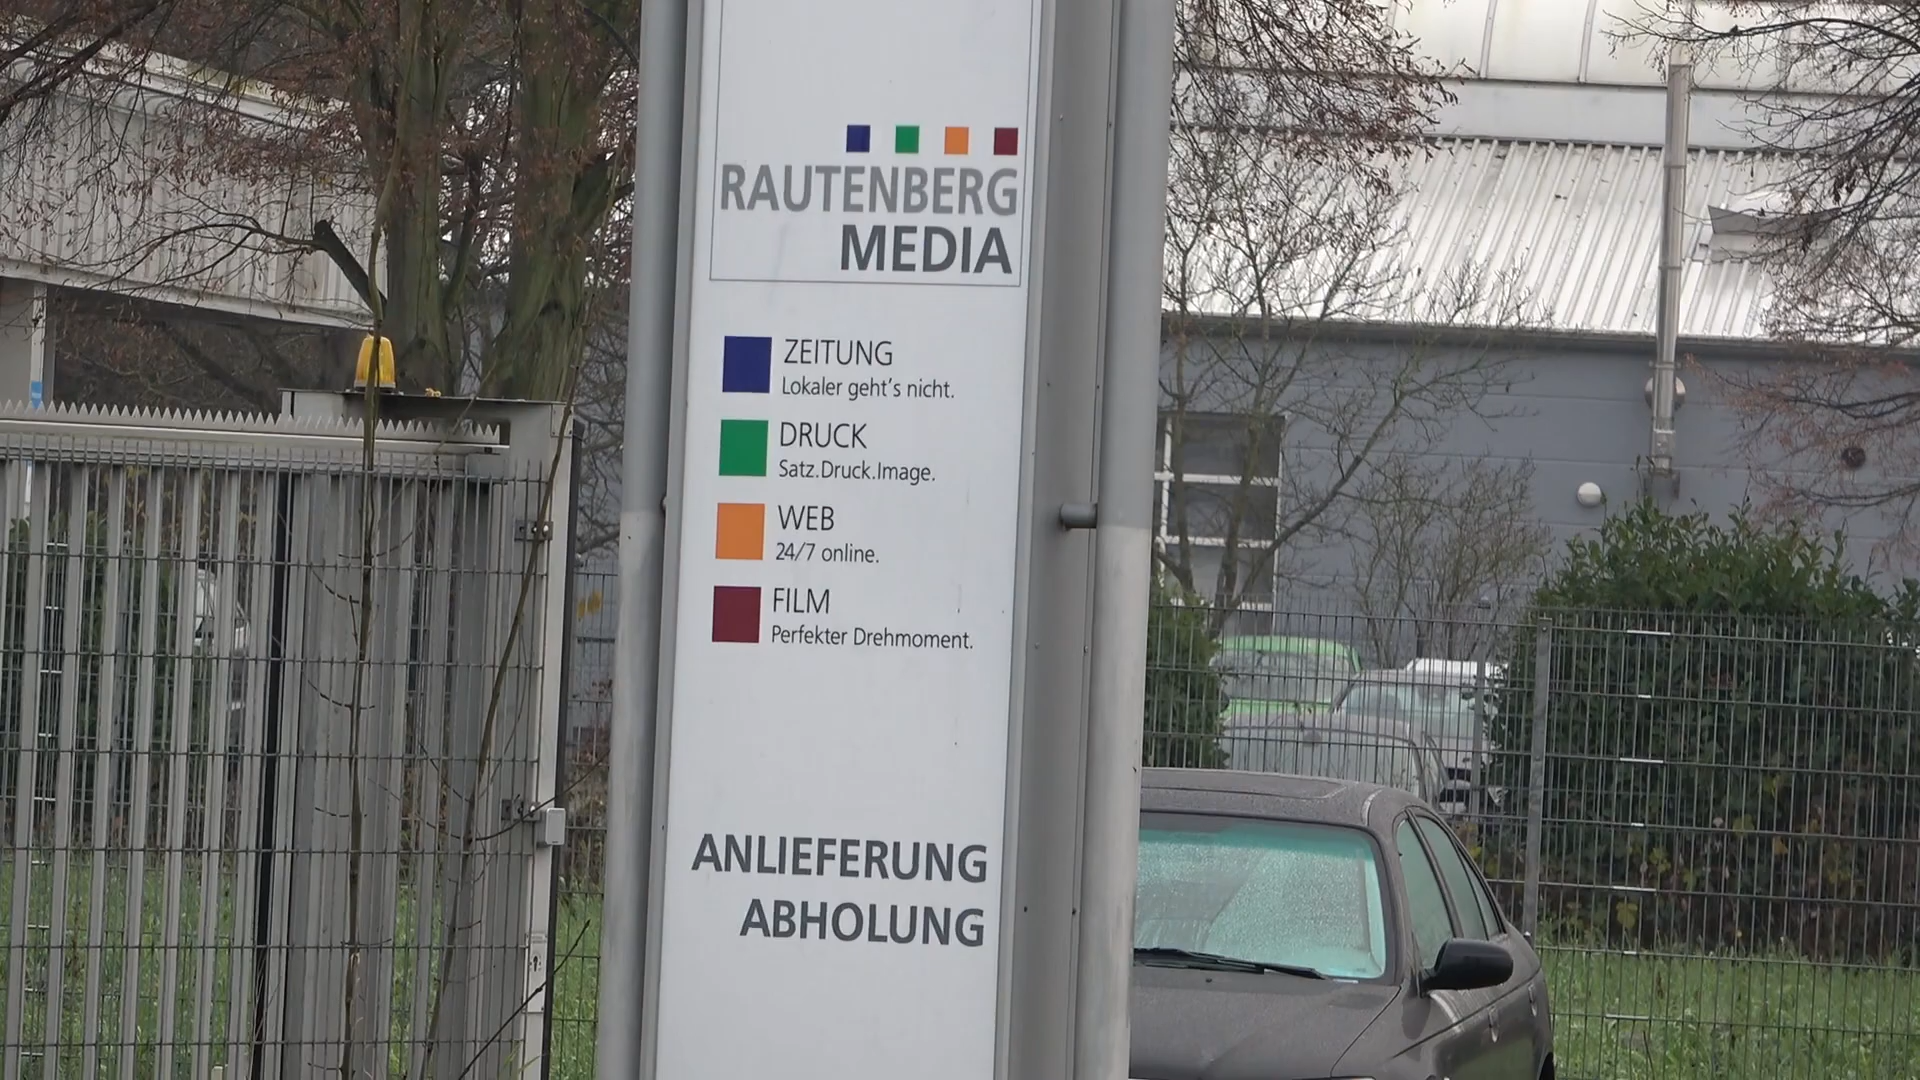 RAUTENBERG
MEDIA
ZEITUNG
Lokaler geht's nicht.
DRUCK
Satz.Druck.Image.
WEB
24/7 online.
FILM
Perfekter Drehmoment.
ANLIEFERUNG
ABHOLUNG